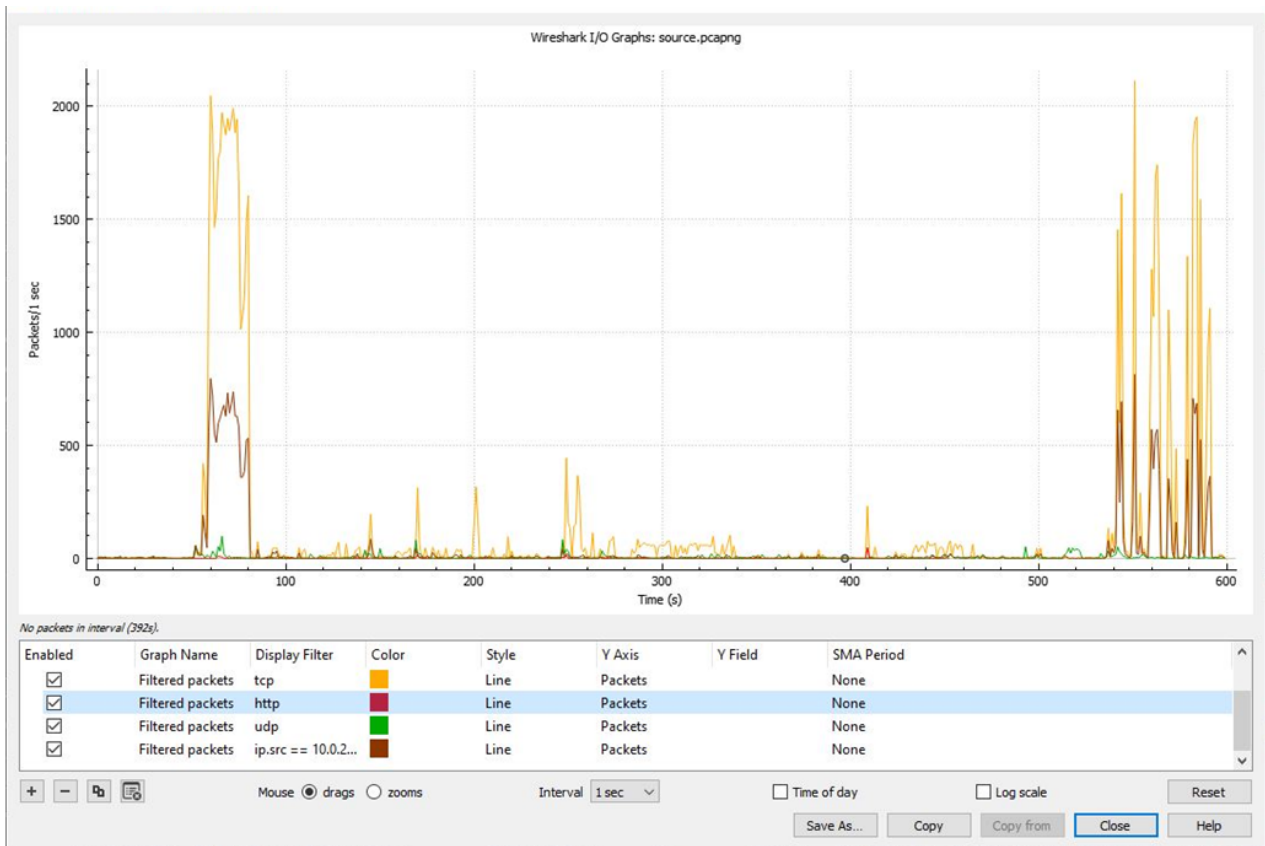 Wireshark I/O Graphs: source.pcapng
2000
1500
1000
500
0
Packets/1 sec
0 100 200 300 400 500 600
Time (s)
No packets in interval (392s).
Enabled Graph Name Display Filter Color Style Y Axis Y Field SMA Period
Filtered packets tcp Line Packets None
Filtered packets http Line Packets None
Filtered packets udp Line Packets None
Filtered packets ip.src == 10.0.2... Line Packets None
+ − Mouse drags zooms Interval 1 sec Time of day Log scale Reset
Save As... Copy Copy from Close Help